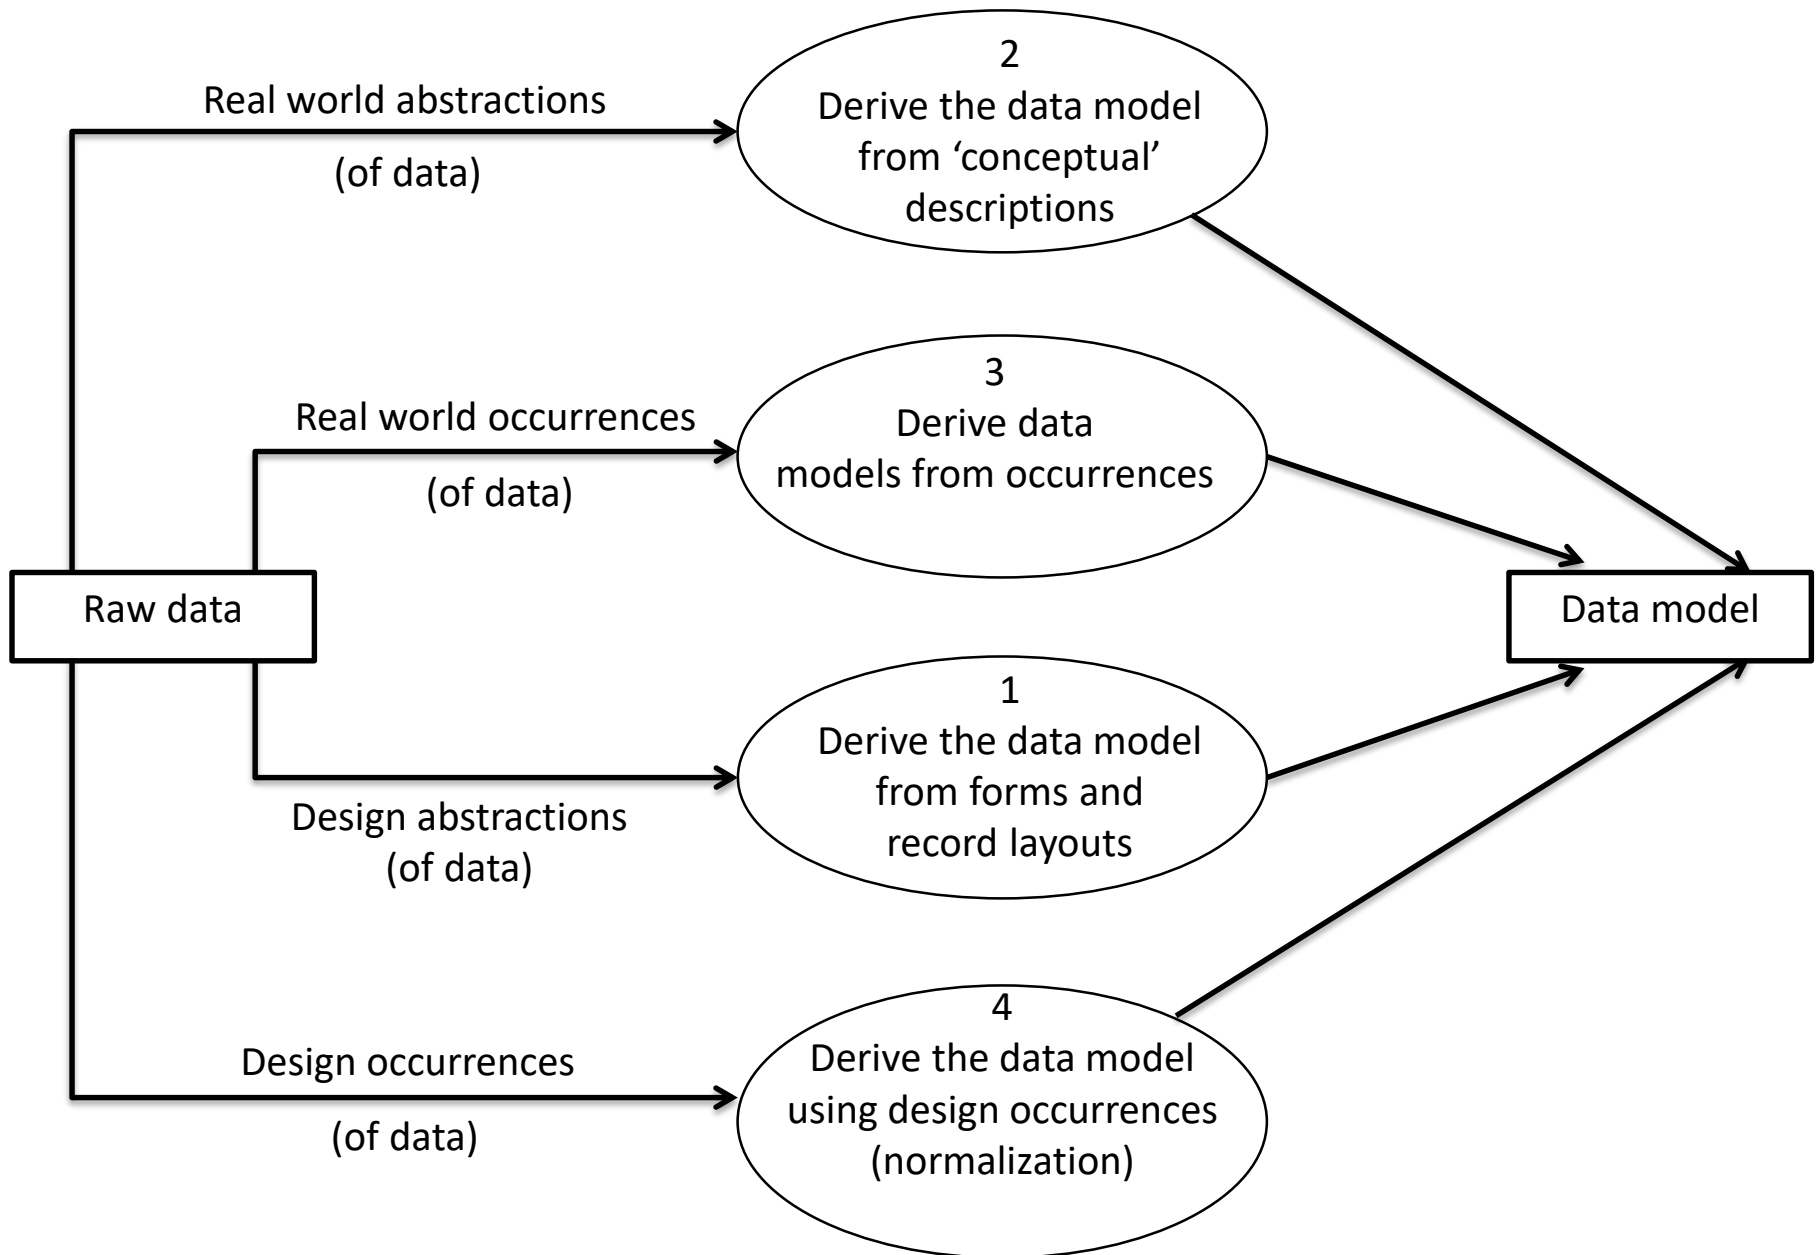 2
Derive the data model
from ‘conceptual’
descriptions
Real world abstractions
(of data)
3
Derive data
models from occurrences
Real world occurrences
(of data)
Raw data
Data model
1
Derive the data model
from forms and
record layouts
Design abstractions
(of data)
4
Derive the data model
using design occurrences
(normalization)
Design occurrences
(of data)